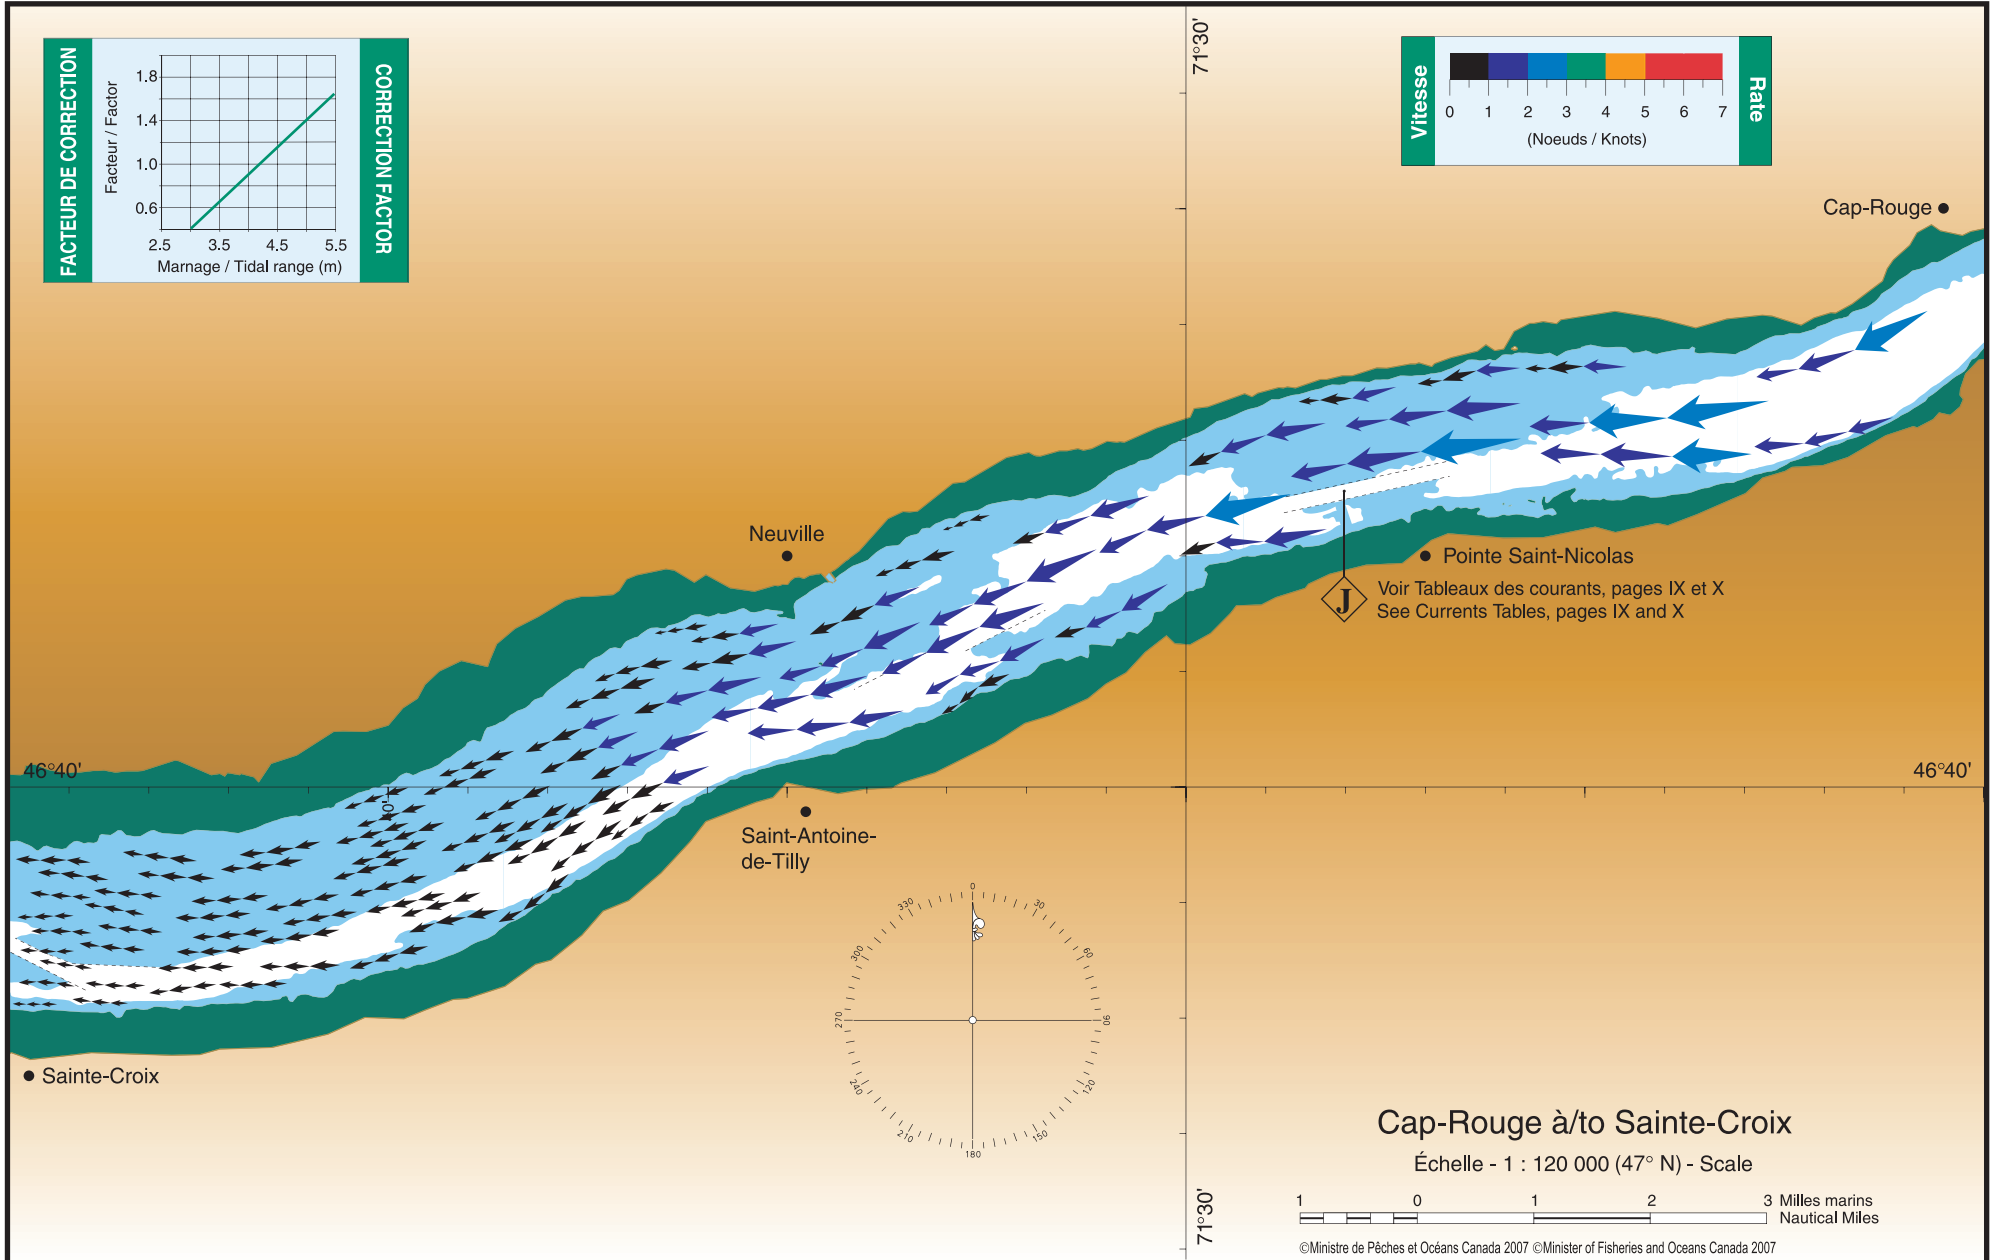 FACTEUR DE CORRECTION
Facteur / Factor
1.8
1.4
1.0
0.6
2.5 3.5 4.5 5.5
Marnage / Tidal range (m)
CORRECTION FACTOR
71°30'
Vitesse
0 1 2 3 4 5 6 7
(Noeuds / Knots)
Rate
Cap-Rouge
Neuville
Pointe Saint-Nicolas
J
Voir Tableaux des courants, pages IX et X
See Currents Tables, pages IX and X
46°40'
46°40'
0'
Saint-Antoine-
de-Tilly
0
30
60
90
120
150
180
210
240
270
300
330
Sainte-Croix
Cap-Rouge à/to Sainte-Croix
Échelle - 1 : 120 000 (47° N) - Scale
71°30'
1 0 1 2 3 Milles marins
Nautical Miles
©Ministre de Pêches et Océans Canada 2007 ©Minister of Fisheries and Oceans Canada 2007